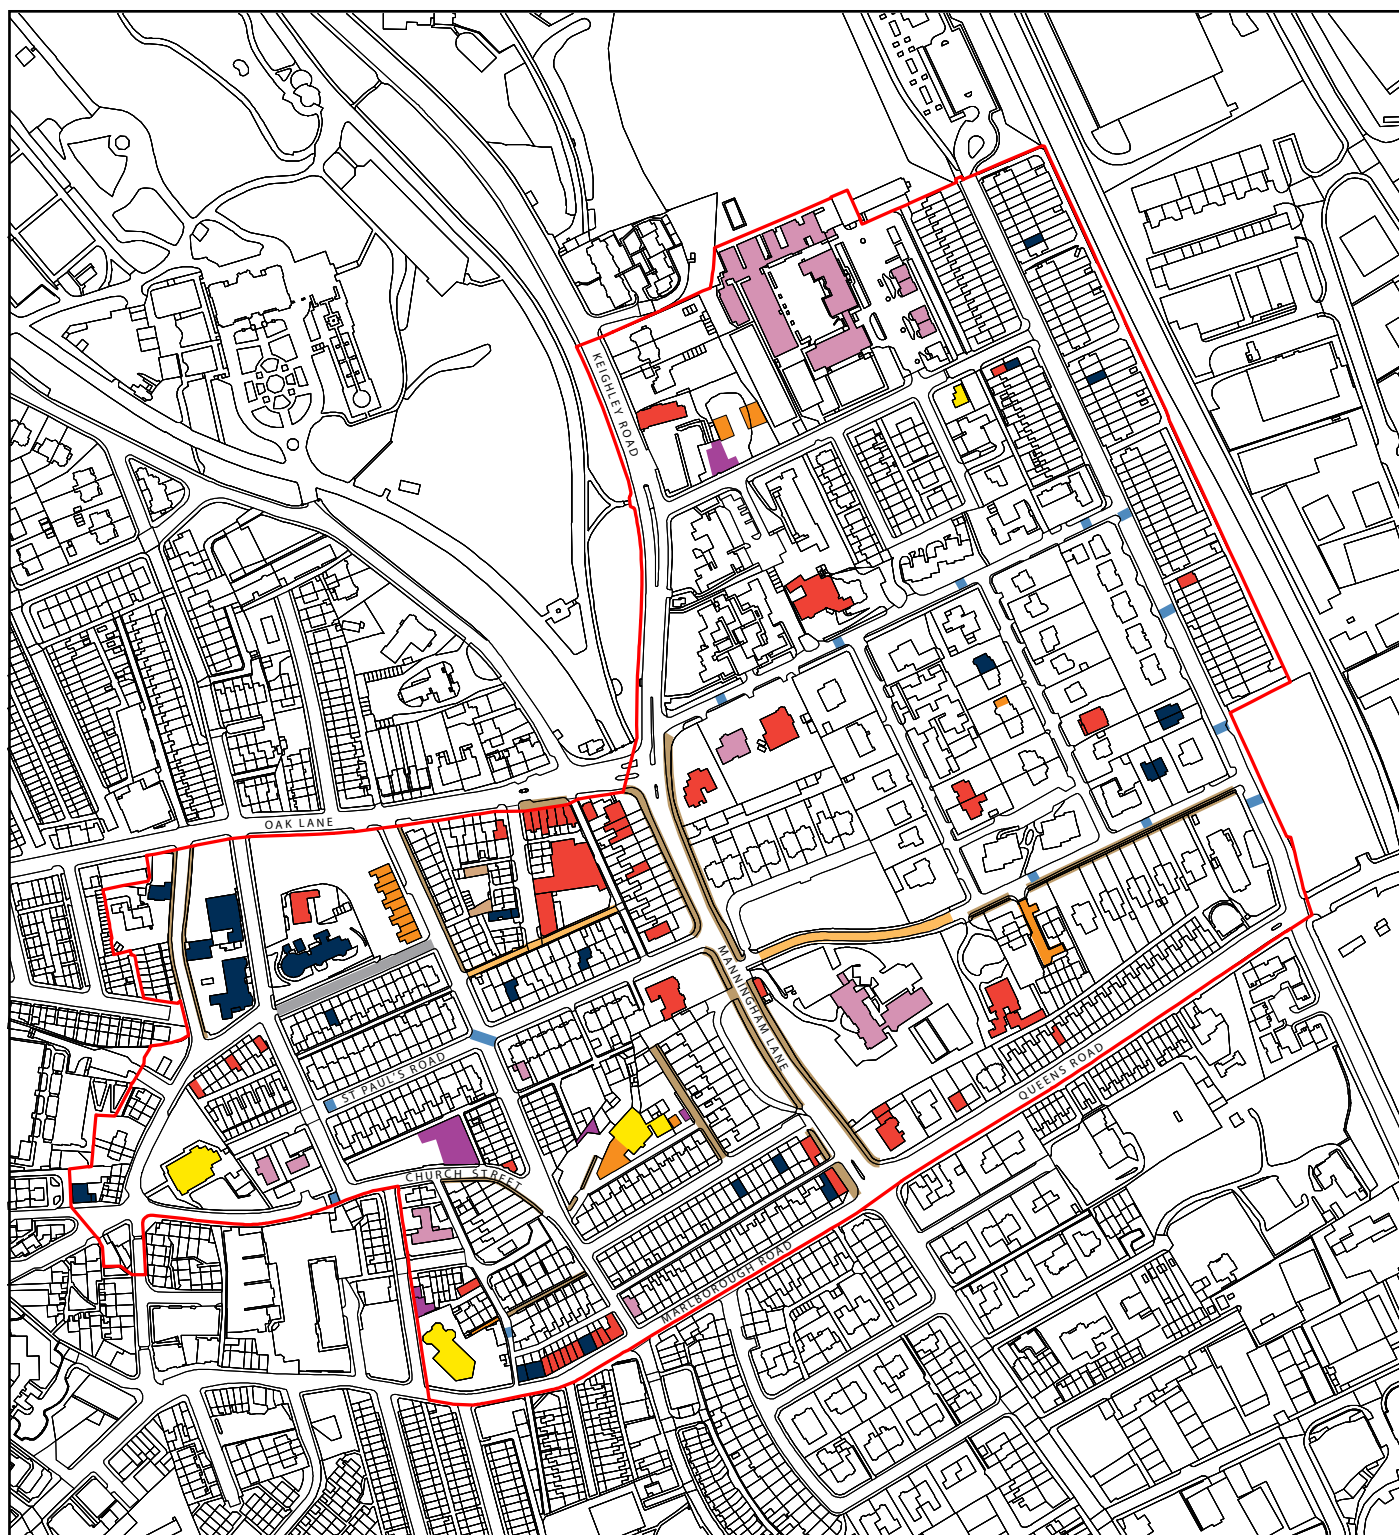 KEIGHLEY ROAD
OAK LANE
MANNINGHAM LANE
ST PAUL'S ROAD
QUEENS ROAD
CHURCH STREET
MARLBOROUGH ROAD